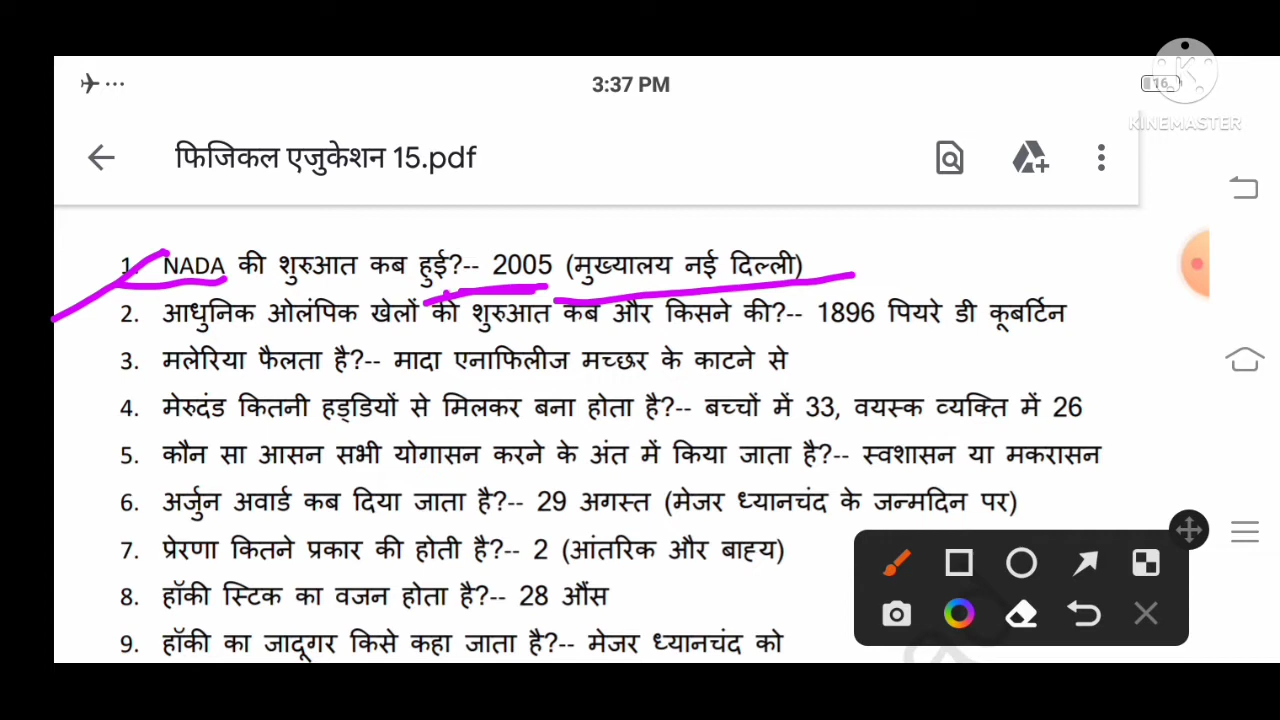 3:37 PM
16
KINEMASTER
फिजिकल एजुकेशन 15.pdf
1. NADA की शुरुआत कब हुई?-- 2005 (मुख्यालय नई दिल्ली)
2. आधुनिक ओलंपिक खेलों की शुरुआत कब और किसने की?-- 1896 पियरे डी कूबर्टिन
3. मलेरिया फैलता है?-- मादा एनाफिलीज मच्छर के काटने से
4. मेरुदंड कितनी हड्डियों से मिलकर बना होता है?-- बच्चों में 33, वयस्क व्यक्ति में 26
5. कौन सा आसन सभी योगासन करने के अंत में किया जाता है?-- स्वशासन या मकरासन
6. अर्जुन अवार्ड कब दिया जाता है?-- 29 अगस्त (मेजर ध्यानचंद के जन्मदिन पर)
7. प्रेरणा कितने प्रकार की होती है?-- 2 (आंतरिक और बाह्य)
8. हॉकी स्टिक का वजन होता है?-- 28 औंस
9. हॉकी का जादूगर किसे कहा जाता है?-- मेजर ध्यानचंद को